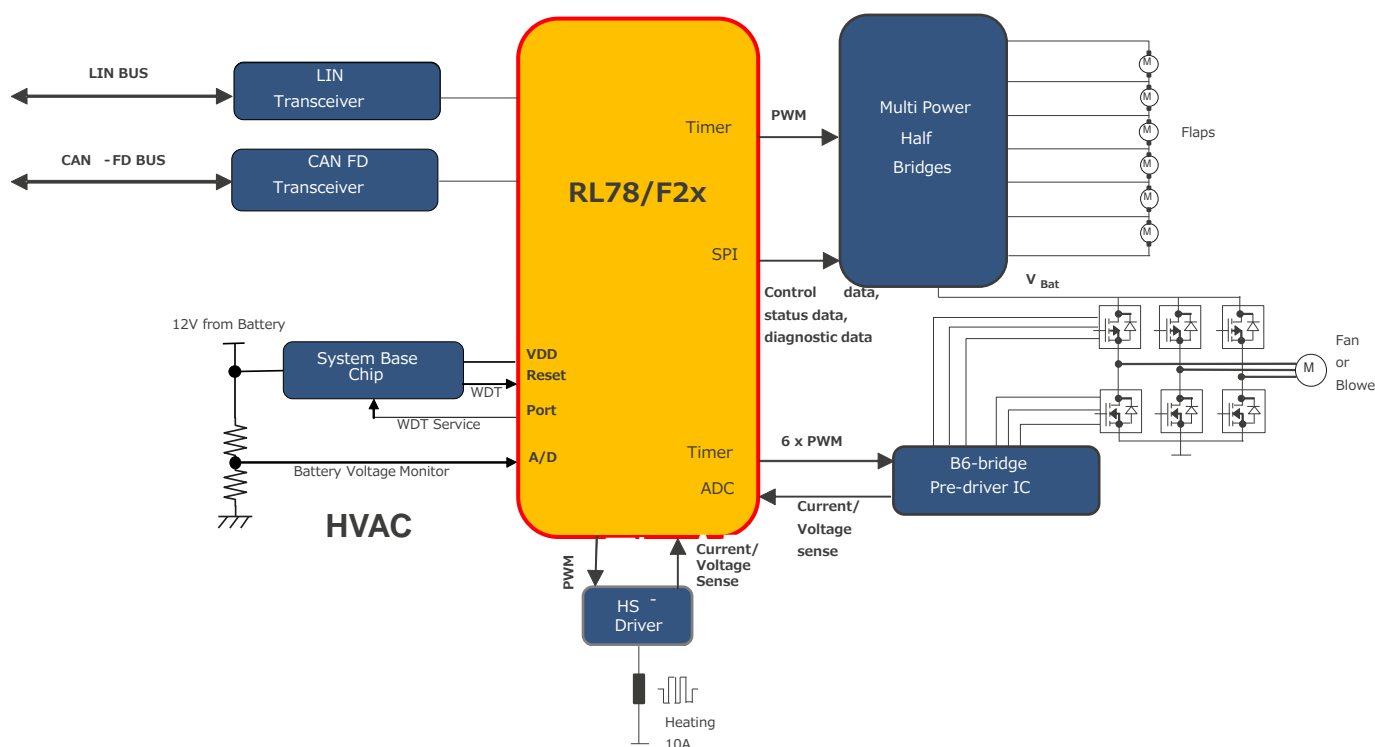 LIN BUS
LIN
Transceiver
CAN - FD BUS
CAN FD
Transceiver
RL78/F2x
Timer
PWM
SPI
Control data,
status data,
diagnostic data
Multi Power
Half
Bridges
M
M
M
M
M
M
Flaps
V Bat
12V from Battery
System Base
Chip
VDD
Reset
WDT
Port
WDT Service
A/D
Battery Voltage Monitor
HVAC
Timer
6 x PWM
ADC
Current/
Voltage
sense
B6-bridge
Pre-driver IC
M
Fan
or
Blowe
PWM
Current/
Voltage
Sense
HS -
Driver
Heating
10A